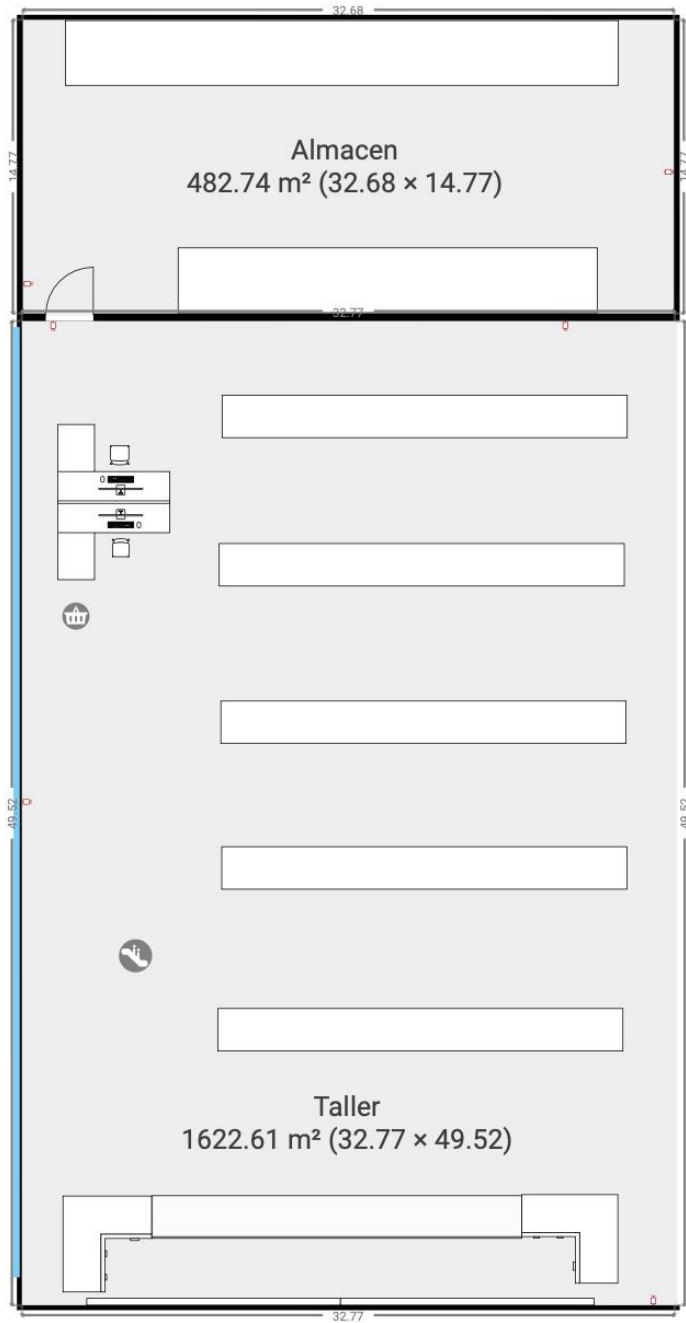 32.68
14.77
14.77
Almacen
482.74 m² (32.68 × 14.77)
32.77
49.52
49.52
Taller
1622.61 m² (32.77 × 49.52)
32.77